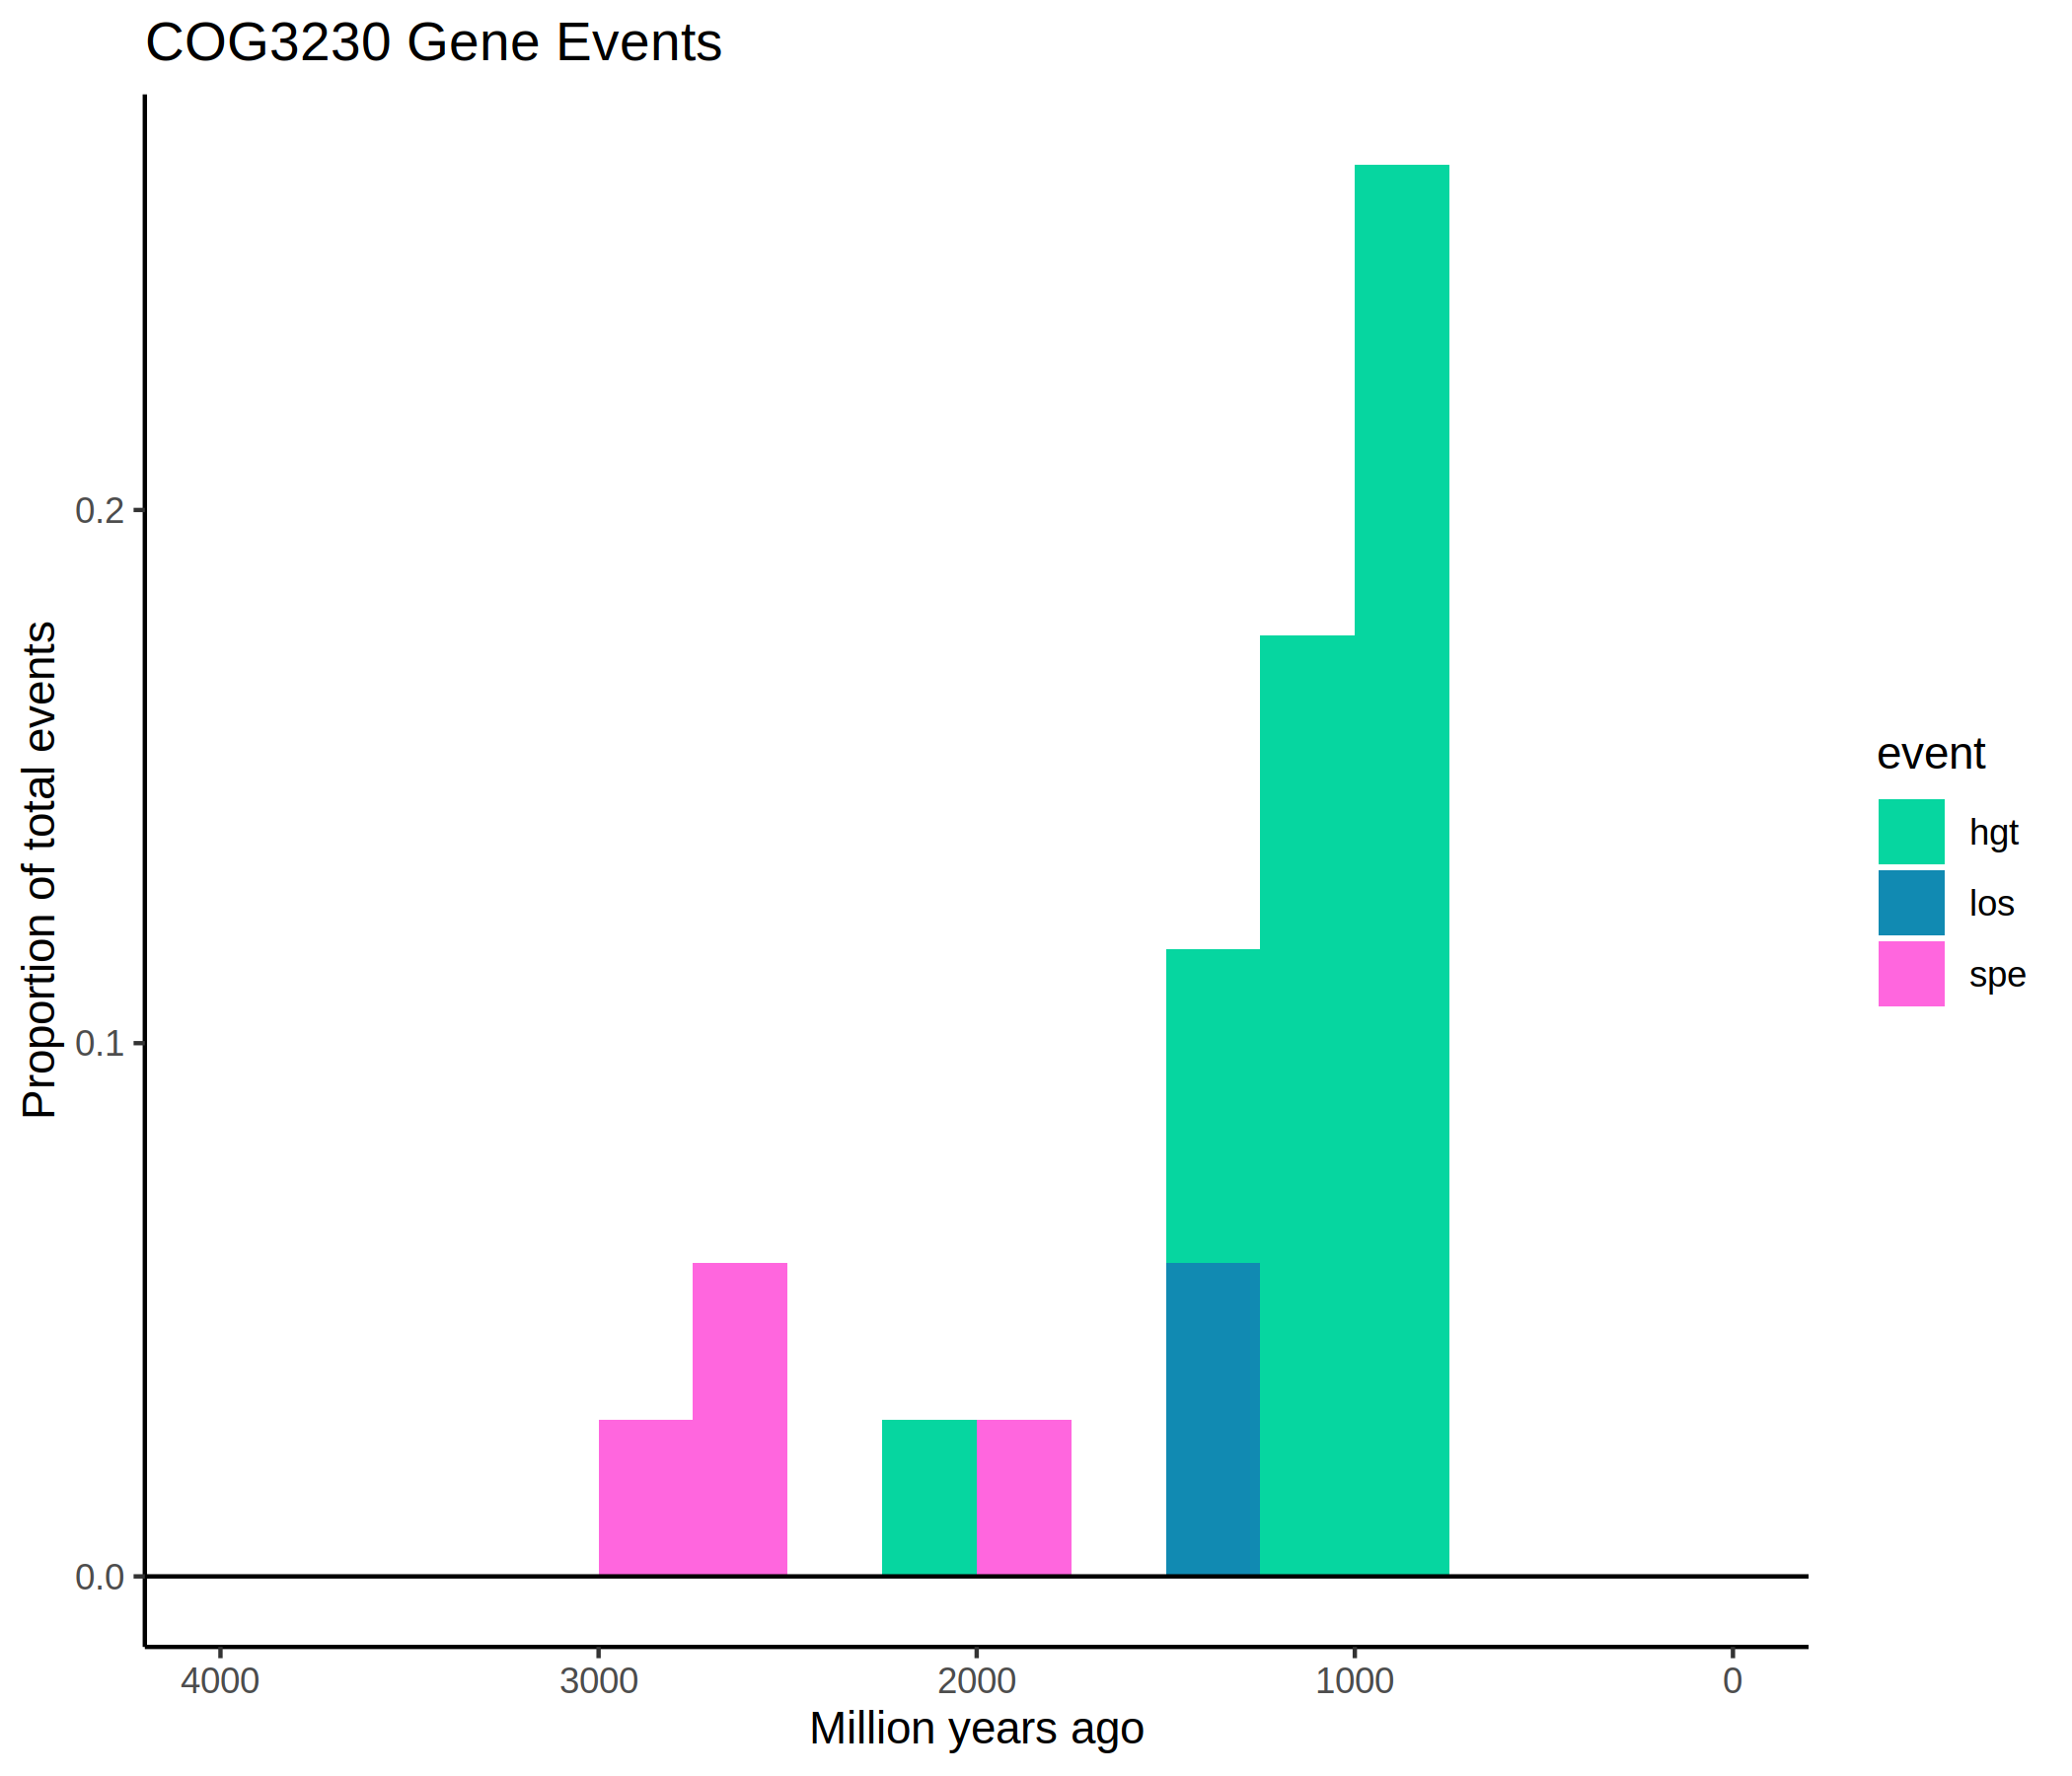 COG3230 Gene Events
Proportion of total events
0.2
0.1
0.0
4000 3000 2000 1000 0
Million years ago
event
hgt
los
spe